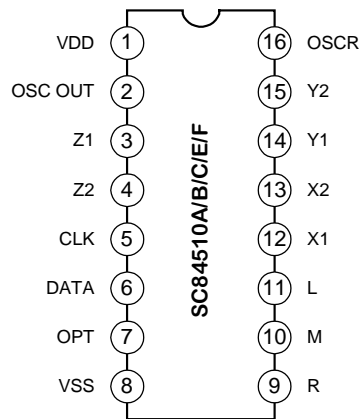 VDD 1 16 OSCR
OSC OUT 2 15 Y2
Z1 3 14 Y1
Z2 4 13 X2
CLK 5 12 X1
DATA 6 11 L
OPT 7 10 M
VSS 8 9 R
SC84510A/B/C/E/F